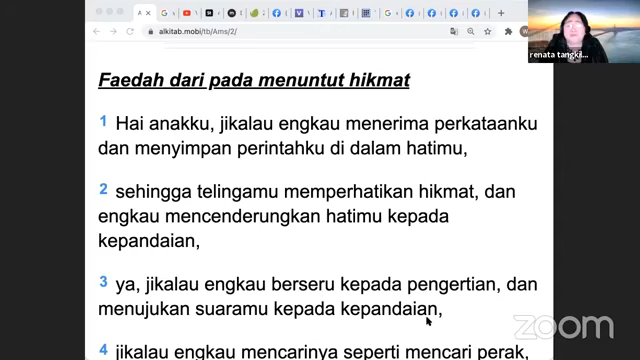 alkitab.mobi/tb/Ams/2/
renata tangkil...
Faedah dari pada menuntut hikmat
1 Hai anakku, jikalau engkau menerima perkataanku
dan menyimpan perintahku di dalam hatimu,
2 sehingga telingamu memperhatikan hikmat, dan
engkau mencenderungkan hatimu kepada
kepandaian,
3 ya, jikalau engkau berseru kepada pengertian, dan
menujukan suaramu kepada kepandaian,
4 jikalau engkau mencarinya seperti mencari perak,
zoom